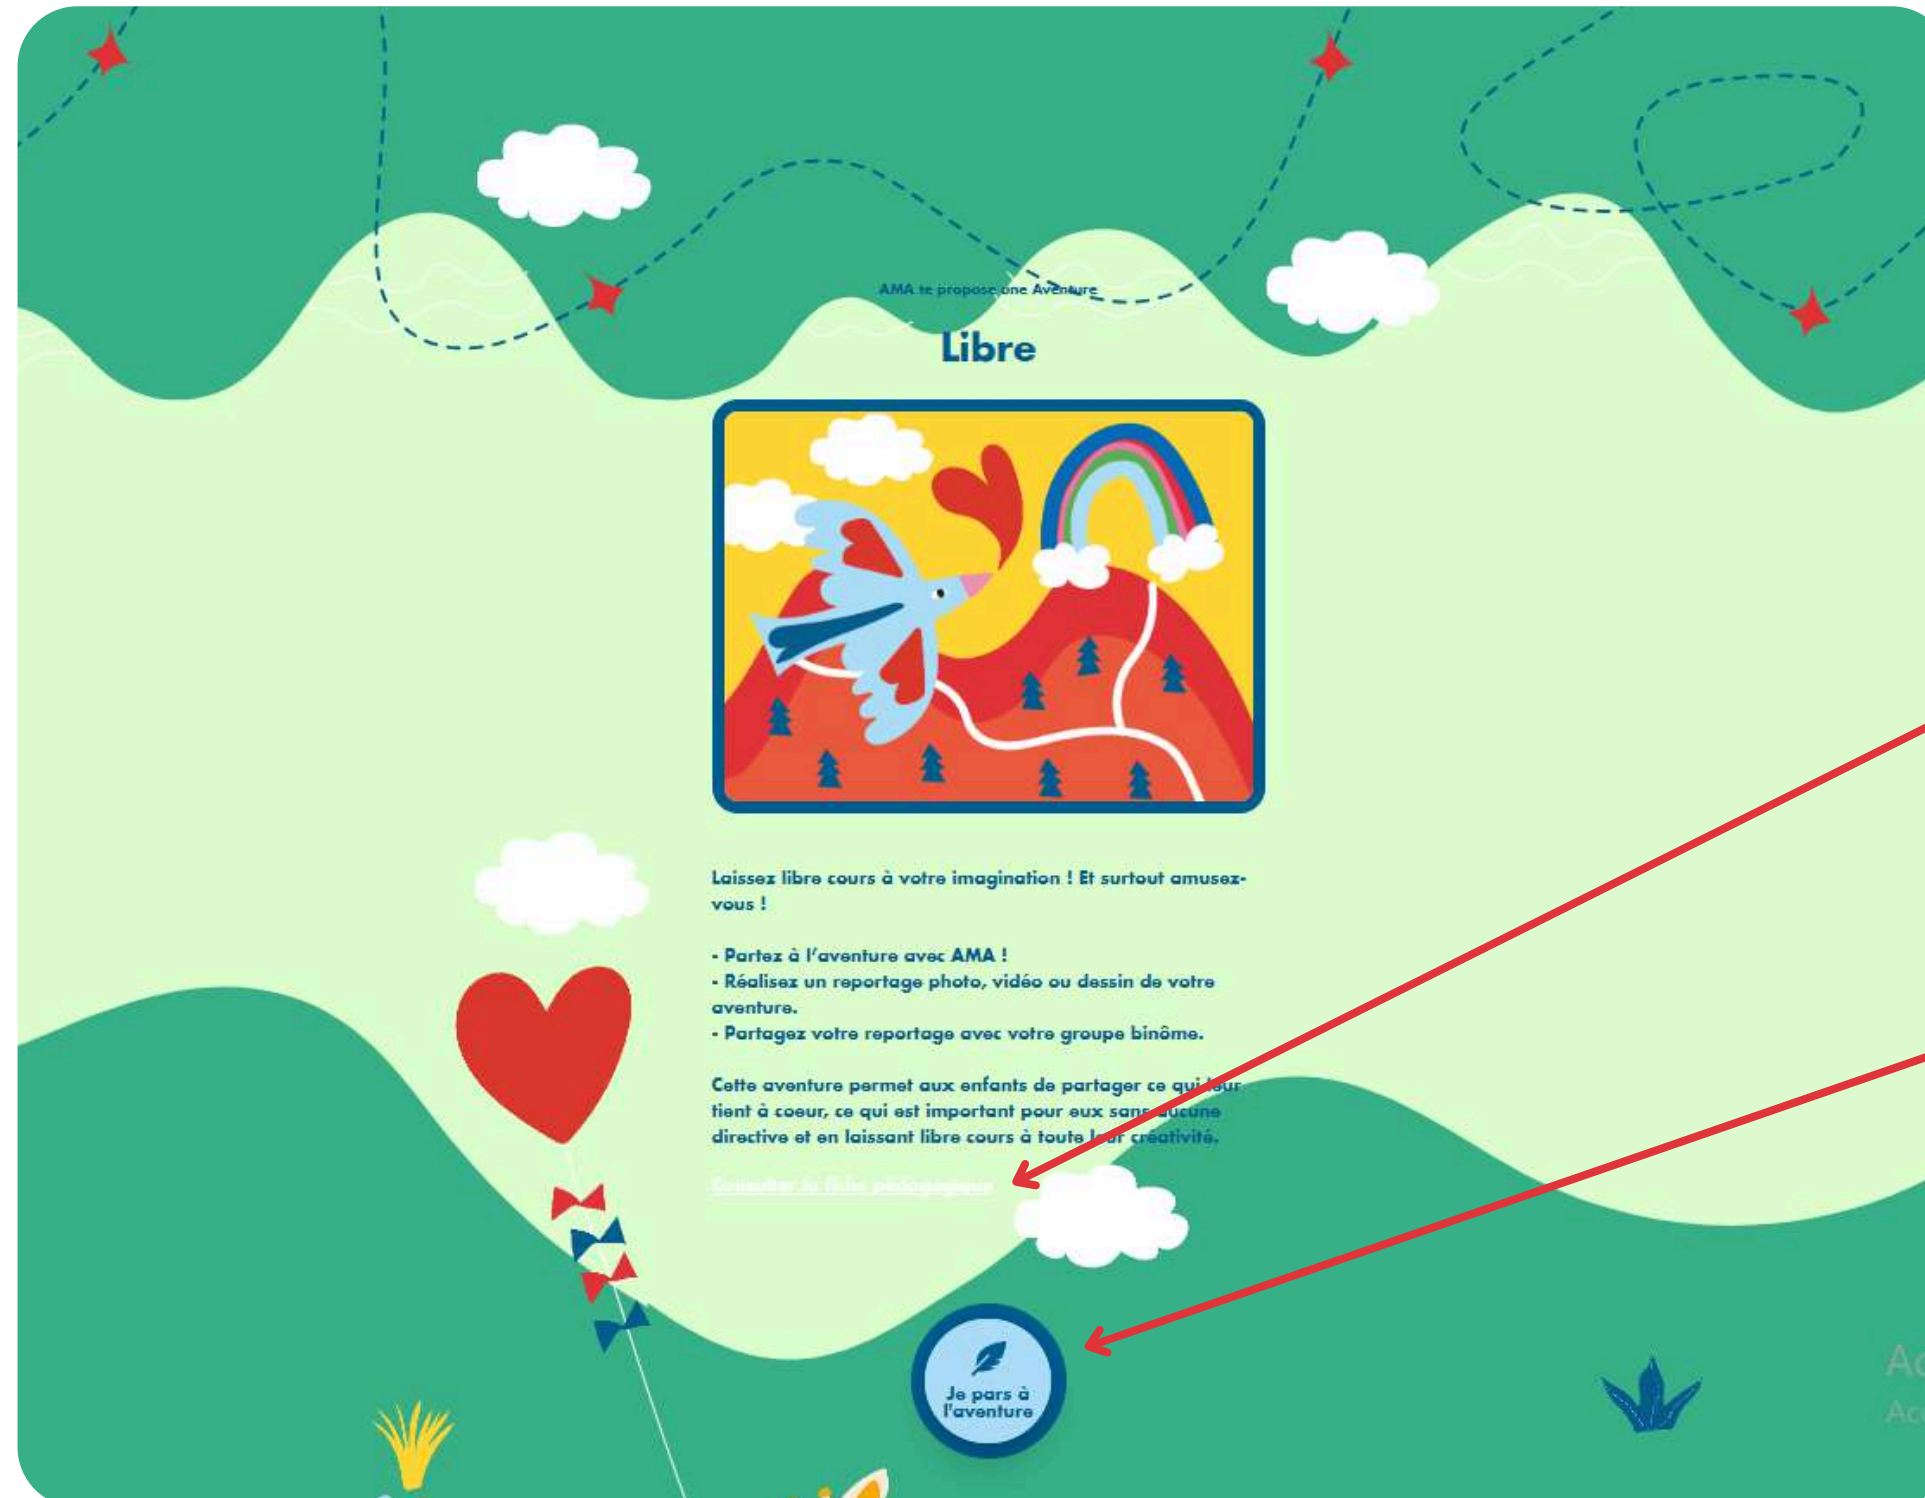 AMA te propose une Aventure
Libre
Laissez libre cours à votre imagination ! Et surtout amusez-
vous !
- Partez à l'aventure avec AMA !
- Réalisez un reportage photo, vidéo ou dessin de votre
aventure.
- Partagez votre reportage avec votre groupe binôme.
Cette aventure permet aux enfants de partager ce qui leur
tient à coeur, ce qui est important pour eux sans aucune
directive et en laissant libre cours à toute leur créativité.
Consulter la fiche pédagogique
Je pars à
l'aventure